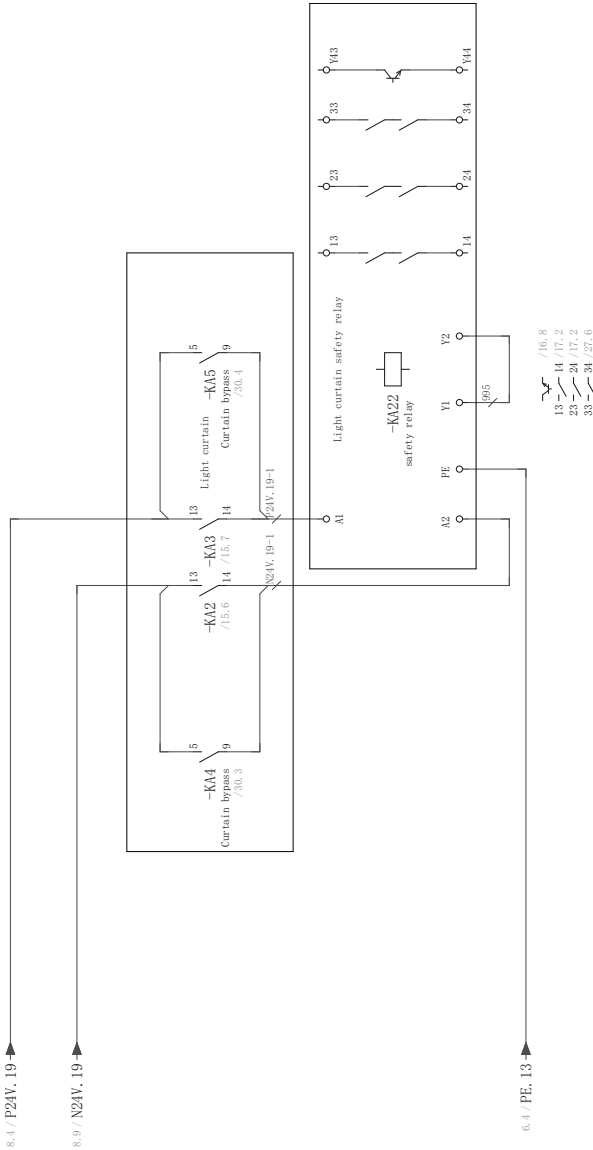 8.4 / P24V. 19
8.9 / N24V. 19
6.4 / PE. 13
-KA4
Curtain bypass
/30.3
5
9
-KA2
/15.6
13
14
N24V.19-1
-KA3
/15.7
13
14
P24V.19-1
Light curtain
-KA5
Curtain bypass
/30.4
5
9
Light curtain safety relay
-KA22
safety relay
A1
A2
PE
Y1
Y2
995
13
14
23
24
33
34
Y43
Y44
/16.8
13 14 /17.2
23 24 /17.2
33 34 /27.6